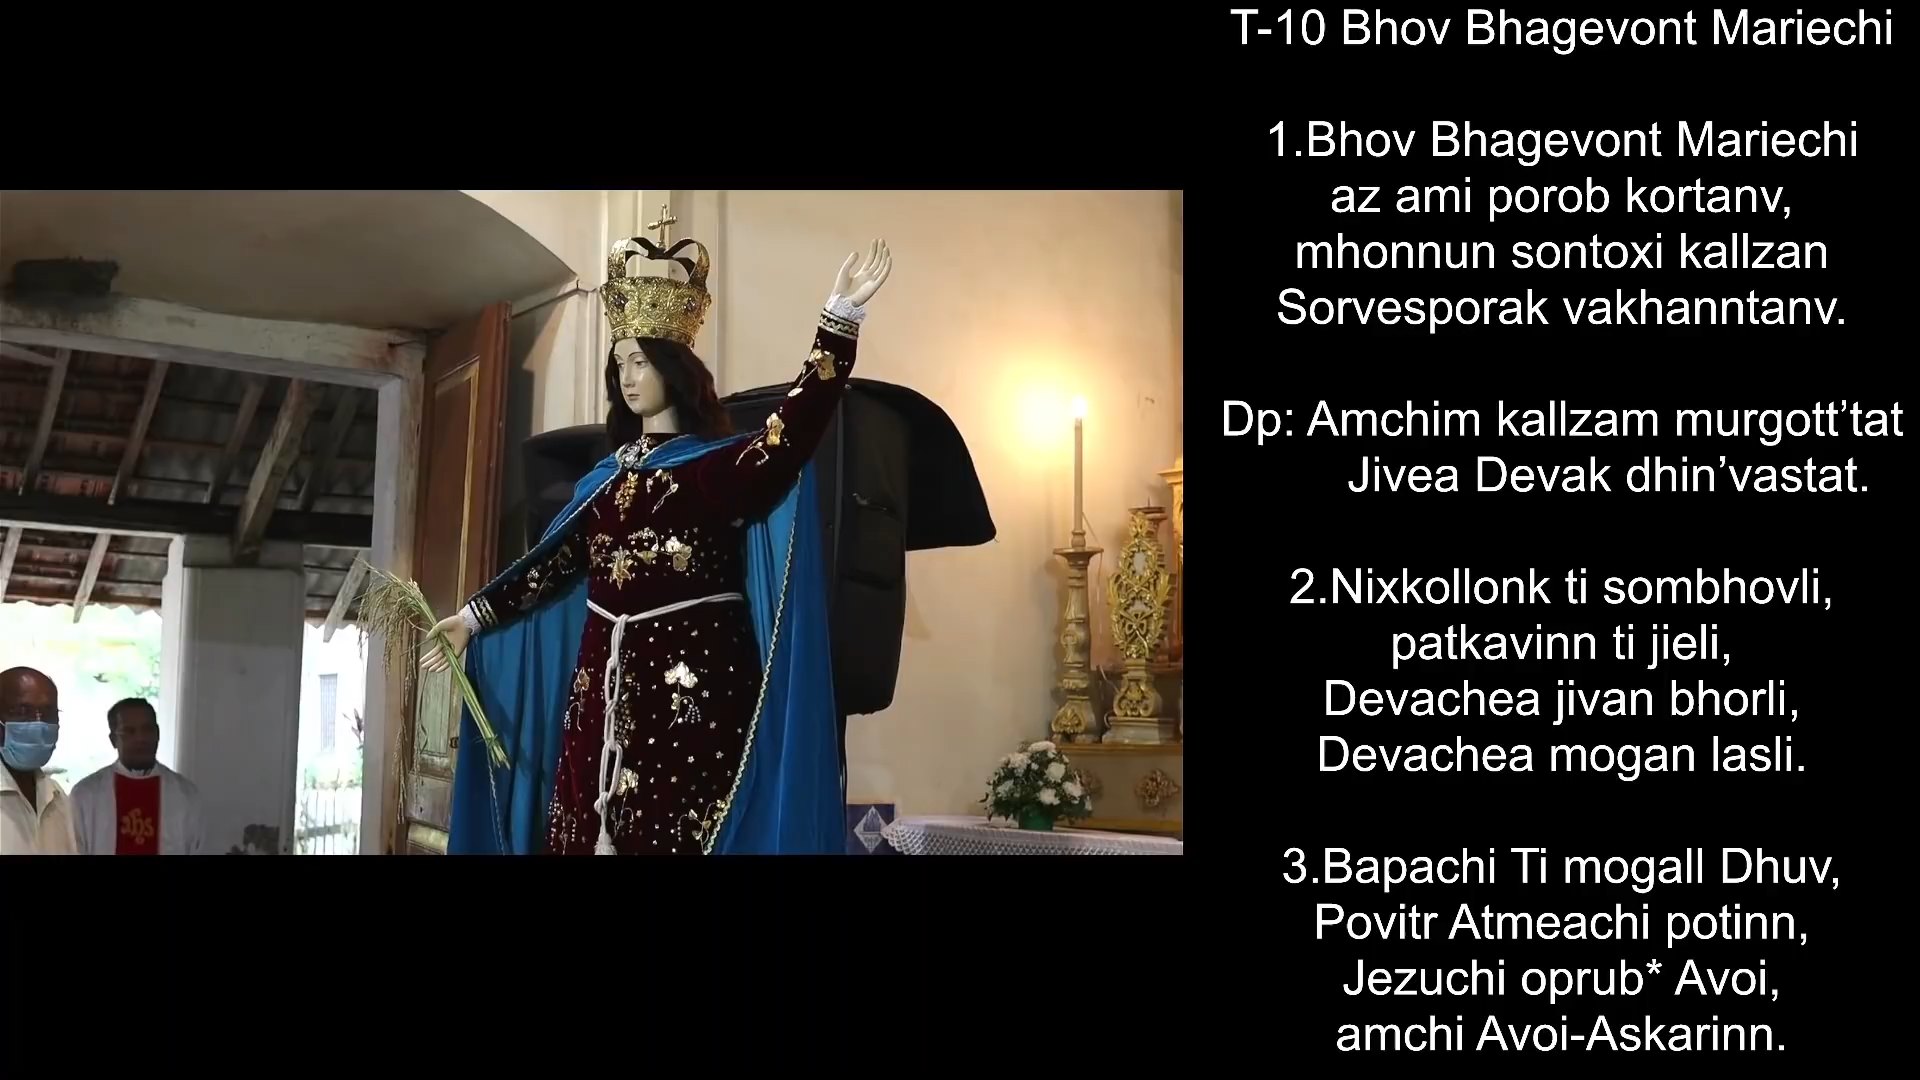 T-10 Bhov Bhagevont Mariechi
1.Bhov Bhagevont Mariechi
az ami porob kortanv,
mhonnun sontoxi kallzan
Sorvesporak vakhanntanv.
Dp: Amchim kallzam murgott’tat
Jivea Devak dhin’vastat.
2.Nixkollonk ti sombhovli,
patkavinn ti jieli,
Devachea jivan bhorli,
Devachea mogan lasli.
3.Bapachi Ti mogall Dhuv,
Povitr Atmeachi potinn,
Jezuchi oprub* Avoi,
amchi Avoi-Askarinn.